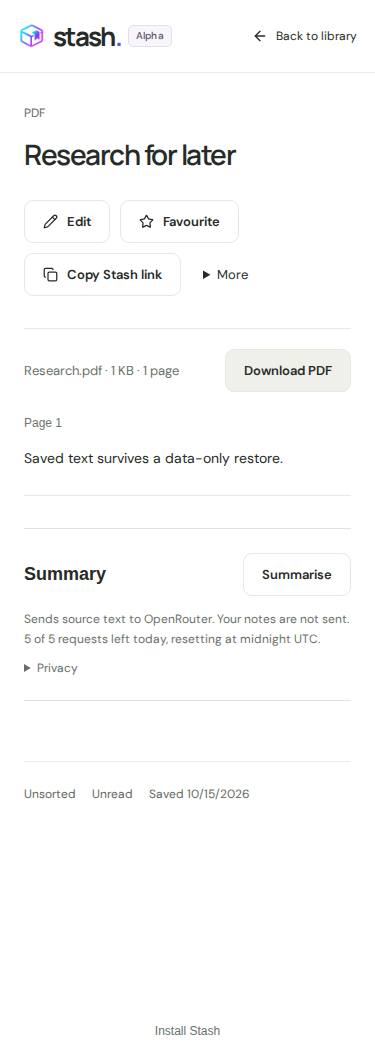 stash. Alpha Back to library
PDF
Research for later
Edit Favourite
Copy Stash link More
Research.pdf · 1 KB · 1 page Download PDF
Page 1
Saved text survives a data-only restore.
Summary Summarise
Sends source text to OpenRouter. Your notes are not sent.
5 of 5 requests left today, resetting at midnight UTC.
Privacy
Unsorted Unread Saved 10/15/2026
Install Stash